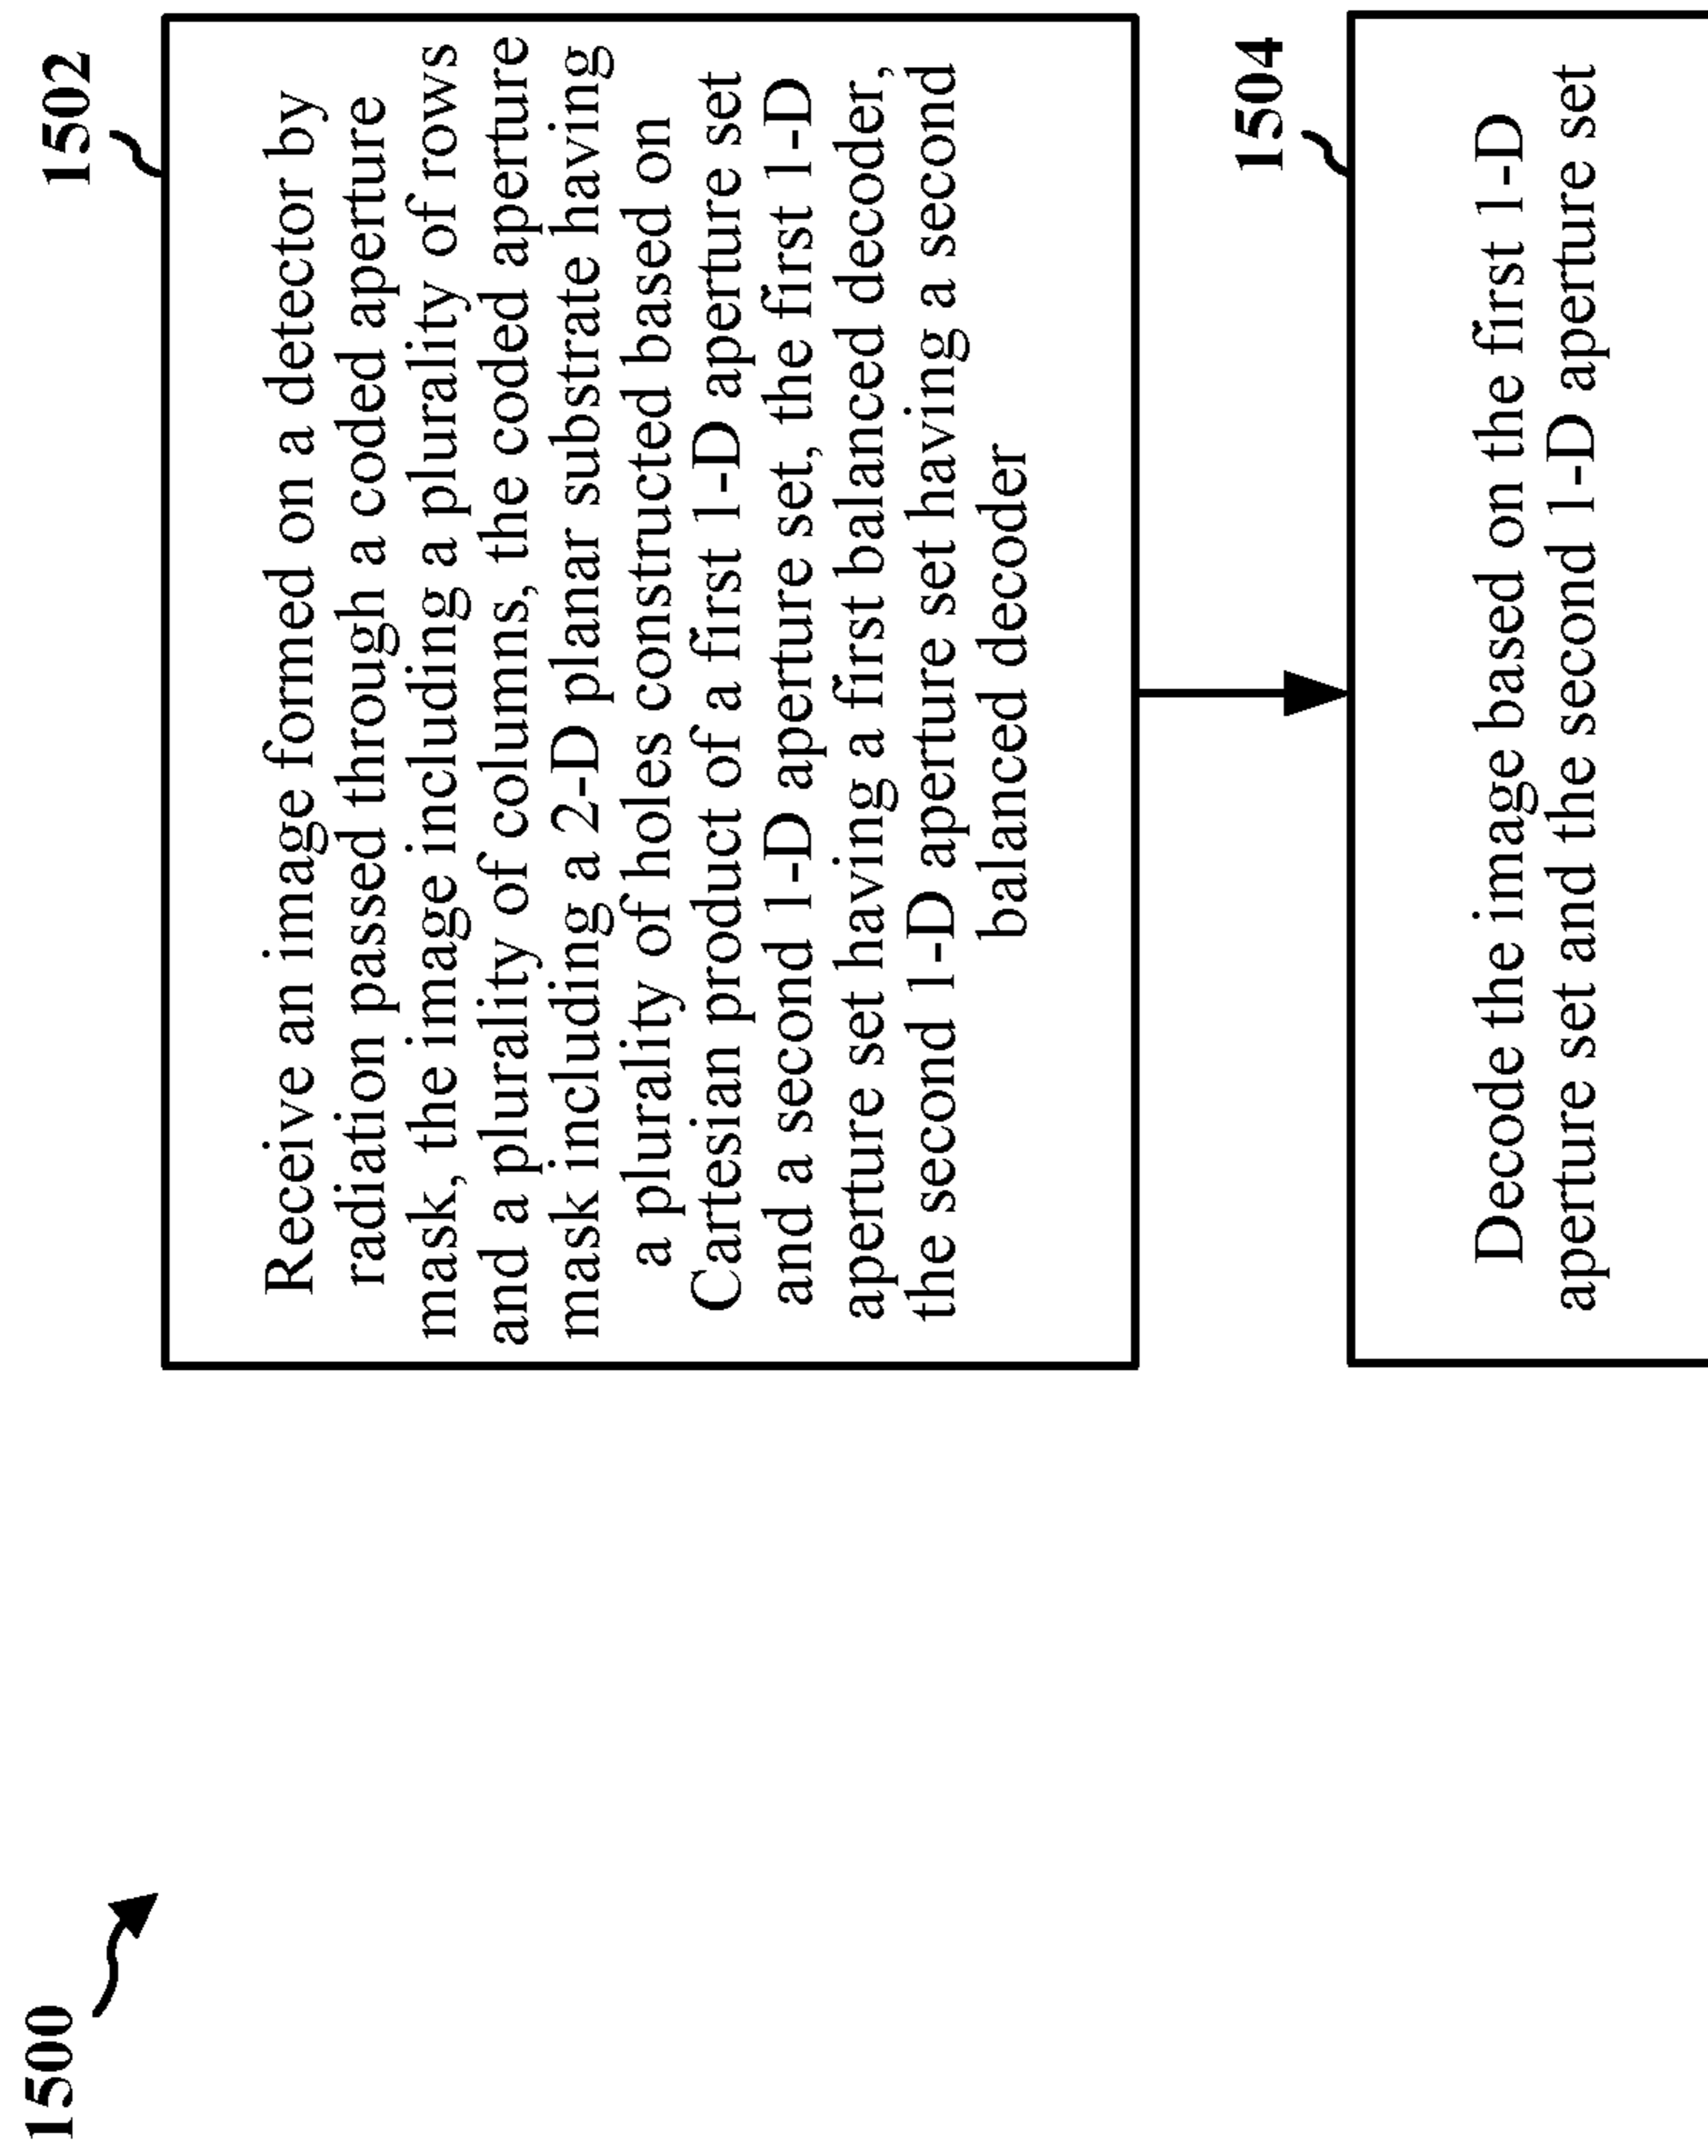 1500
1502
Receive an image formed on a detector by
radiation passed through a coded aperture
mask, the image including a plurality of rows
and a plurality of columns, the coded aperture
mask including a 2-D planar substrate having
a plurality of holes constructed based on
Cartesian product of a first 1-D aperture set
and a second 1-D aperture set, the first 1-D
aperture set having a first balanced decoder,
the second 1-D aperture set having a second
balanced decoder
1504
Decode the image based on the first 1-D
aperture set and the second 1-D aperture set